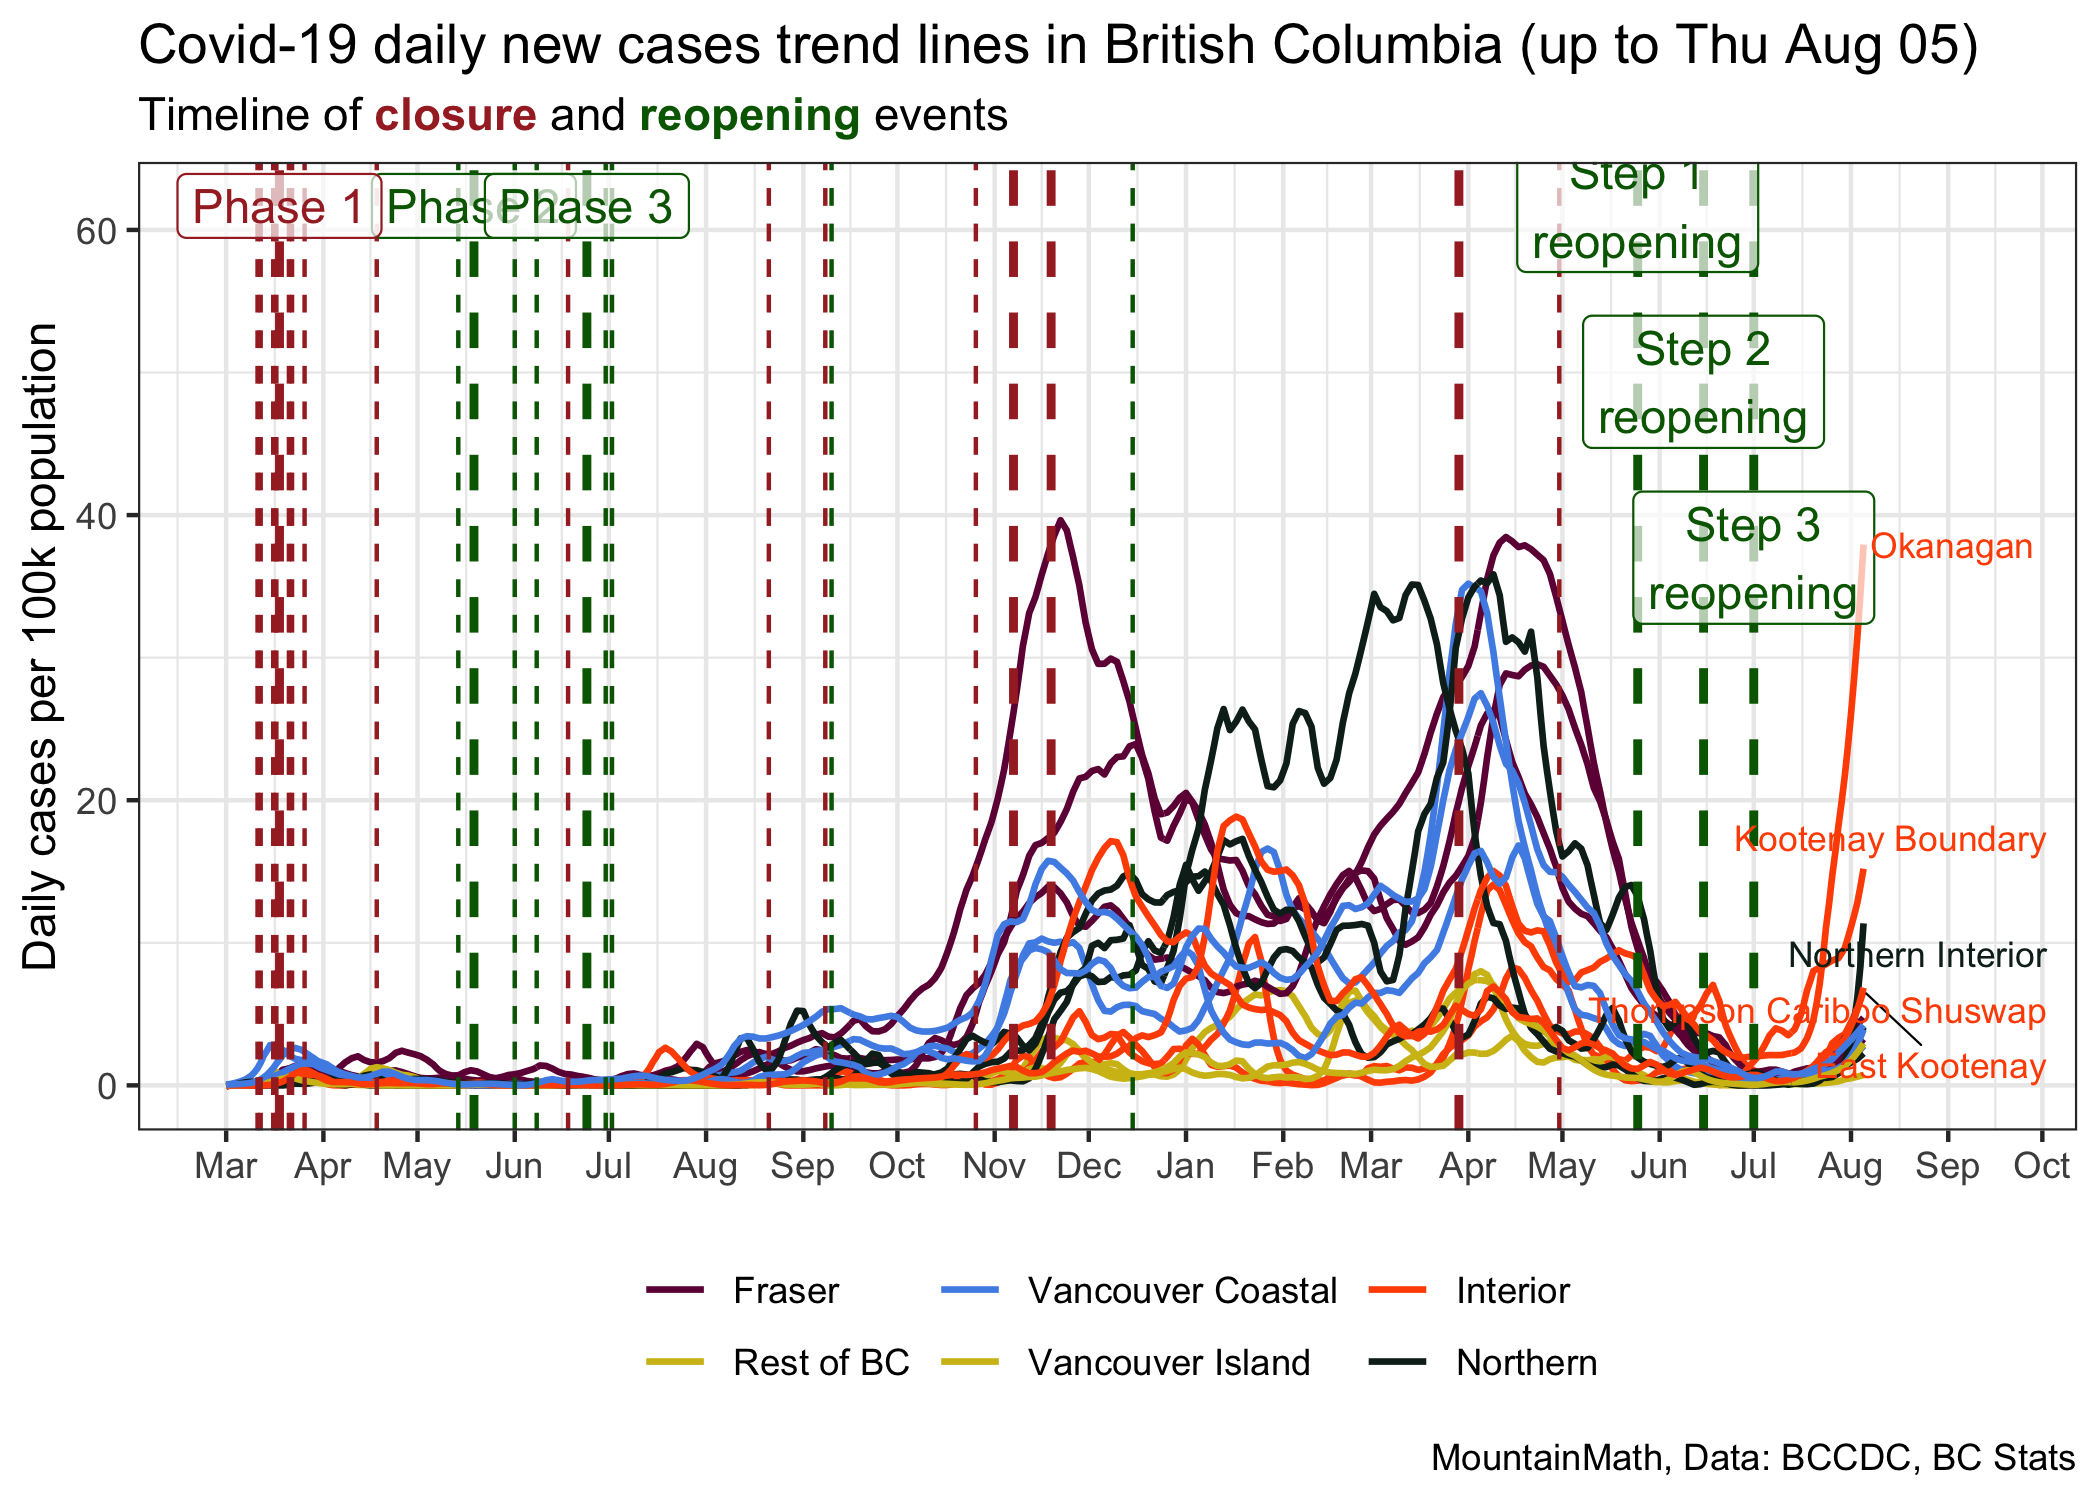 Covid-19 daily new cases trend lines in British Columbia (up to Thu Aug 05)
Timeline of closure and reopening events
Daily cases per 100k population
60
40
20
0
Phase 1
Phase 2
Phase 3
Step 1
reopening
Step 2
reopening
Step 3
reopening
Okanagan
Kootenay Boundary
Northern Interior
Thompson Cariboo Shuswap
East Kootenay
Mar Apr May Jun Jul Aug Sep Oct Nov Dec Jan Feb Mar Apr May Jun Jul Aug Sep Oct
Fraser Vancouver Coastal Interior
Rest of BC Vancouver Island Northern
MountainMath, Data: BCCDC, BC Stats